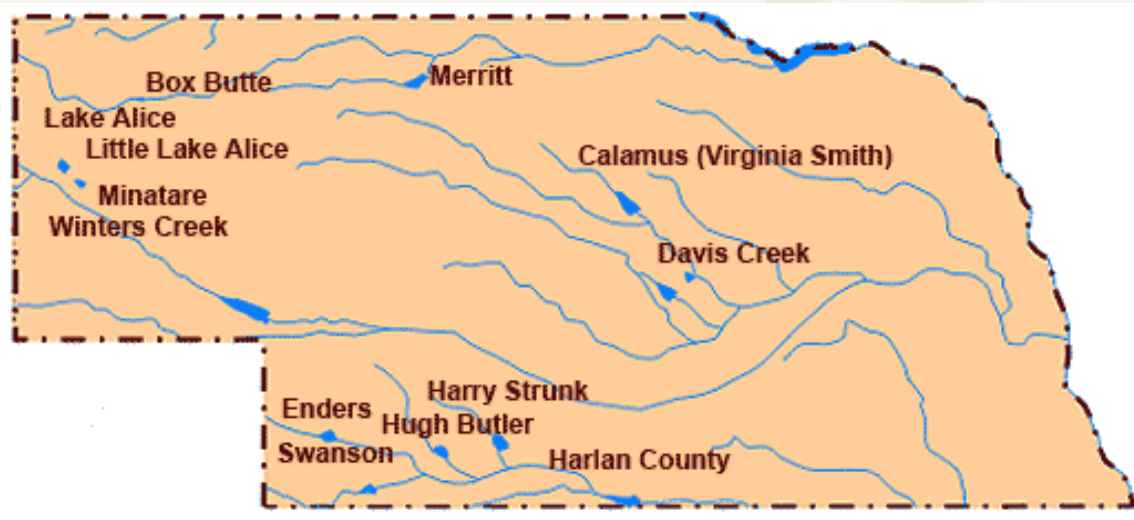 Box Butte
Merritt
Lake Alice
Little Lake Alice
Calamus (Virginia Smith)
Minatare
Winters Creek
Davis Creek
Harry Strunk
Enders
Hugh Butler
Swanson
Harlan County